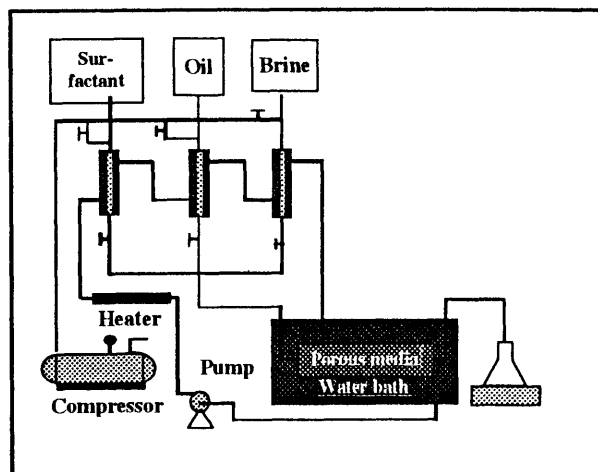 Sur-
factant
Oil
Brine
Heater
Pump
Compressor
Porous media
Water bath